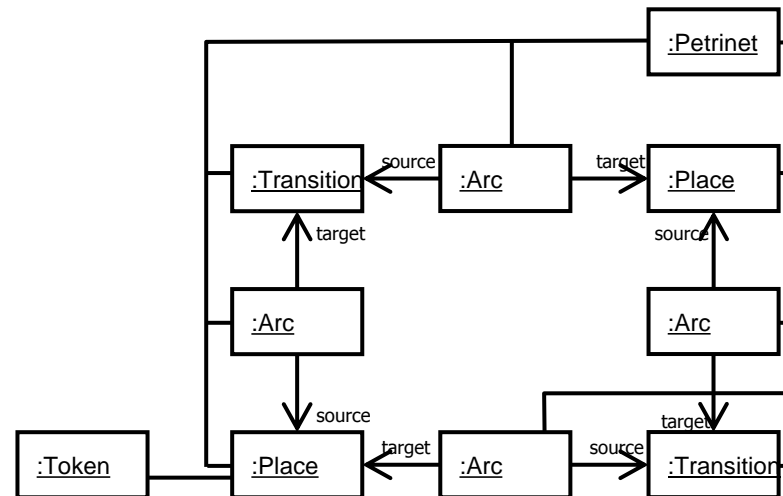 :Petrinet
source
target
:Transition
:Arc
:Place
target
source
:Arc
:Arc
source
target
target
source
:Token
:Place
:Arc
:Transition